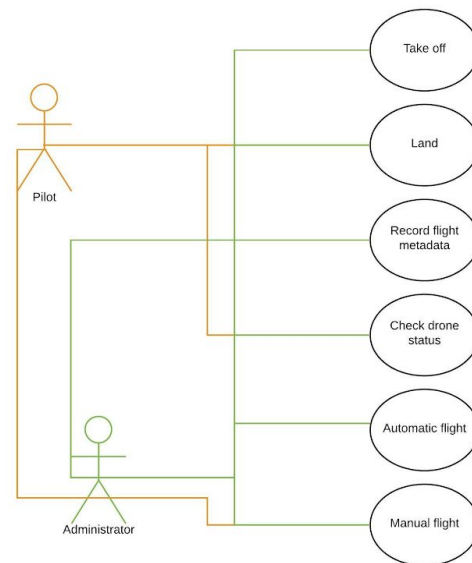 Take off
Land
Pilot
Record flight
metadata
Check drone
status
Automatic flight
Manual flight
Administrator